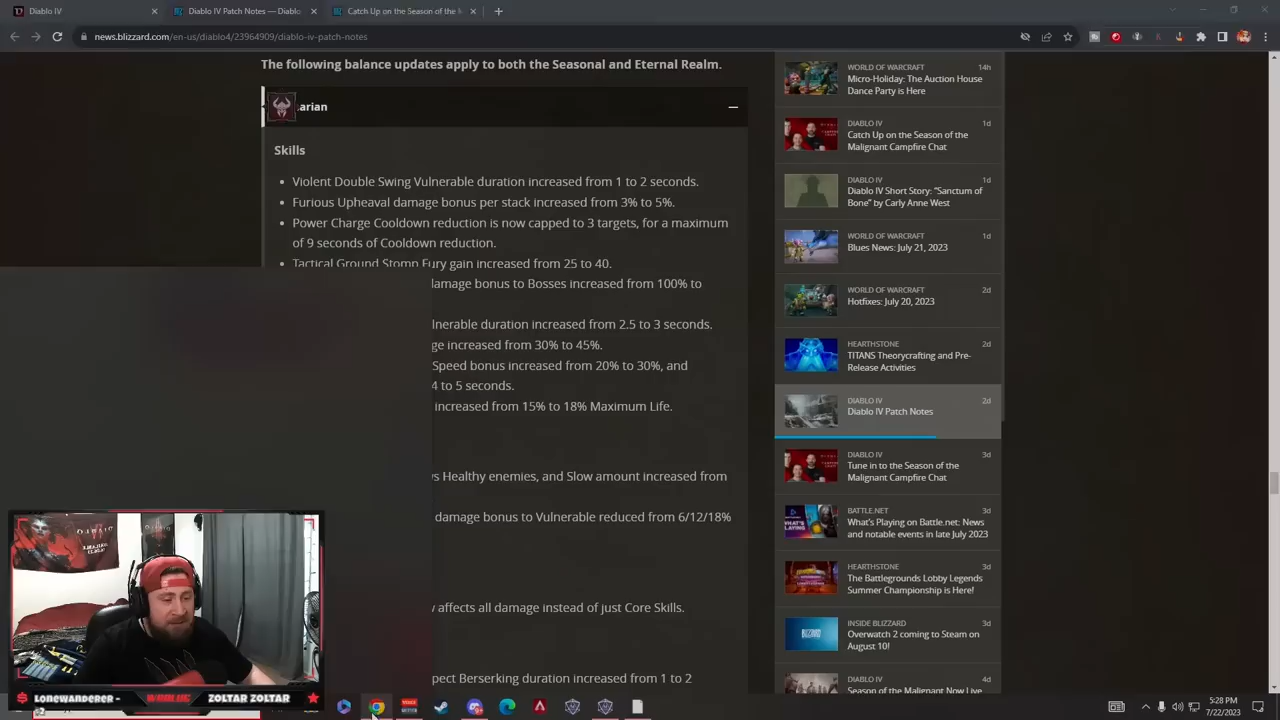 Diablo IV
Diablo IV Patch Notes — Diablo
Catch Up on the Season of the M
news.blizzard.com/en-us/diablo4/23964909/diablo-iv-patch-notes
The following balance updates apply to both the Seasonal and Eternal Realm.
arian
Skills
Violent Double Swing Vulnerable duration increased from 1 to 2 seconds.
Furious Upheaval damage bonus per stack increased from 3% to 5%.
Power Charge Cooldown reduction is now capped to 3 targets, for a maximum
of 9 seconds of Cooldown reduction.
Tactical Ground Stomp Fury gain increased from 25 to 40.
damage bonus to Bosses increased from 100% to
lnerable duration increased from 2.5 to 3 seconds.
ge increased from 30% to 45%.
Speed bonus increased from 20% to 30%, and
4 to 5 seconds.
increased from 15% to 18% Maximum Life.
s Healthy enemies, and Slow amount increased from
damage bonus to Vulnerable reduced from 6/12/18%
affects all damage instead of just Core Skills.
pect Berserking duration increased from 1 to 2
WORLD OF WARCRAFT 14h
Micro-Holiday: The Auction House
Dance Party is Here
DIABLO IV 1d
Catch Up on the Season of the
Malignant Campfire Chat
DIABLO IV 1d
Diablo IV Short Story: “Sanctum of
Bone” by Carly Anne West
WORLD OF WARCRAFT 1d
Blues News: July 21, 2023
WORLD OF WARCRAFT 2d
Hotfixes: July 20, 2023
HEARTHSTONE 2d
TITANS Theorycrafting and Pre-
Release Activities
DIABLO IV 2d
Diablo IV Patch Notes
DIABLO IV 3d
Tune in to the Season of the
Malignant Campfire Chat
BATTLE.NET 3d
What’s Playing on Battle.net: News
and notable events in late July 2023
HEARTHSTONE 3d
The Battlegrounds Lobby Legends
Summer Championship is Here!
INSIDE BLIZZARD 3d
Overwatch 2 coming to Steam on
August 10!
DIABLO IV 4d
Season of the Malignant Now Live
LONEWANDERER - WARLUG ZOLTAR ZOLTAR
5:28 PM
7/22/2023